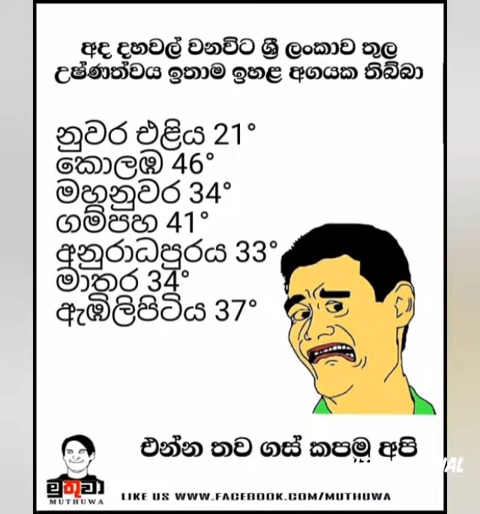 අද දහවල් වනවිට ශ්‍රී ලංකාව තුල
උෂ්ණත්වය ඉතාම ඉහළ අගයක තිබ්බා
නුවර එළිය 21°
කොලඹ 46°
මහනුවර 34°
ගම්පහ 41°
අනුරාධපුරය 33°
මාතර 34°
ඇඹිලිපිටිය 37°
එන්න තව ගස් කපමු අපි
මුතුවා
MUTHUWA
LIKE US WWW.FACEBOOK.COM/MUTHUWA